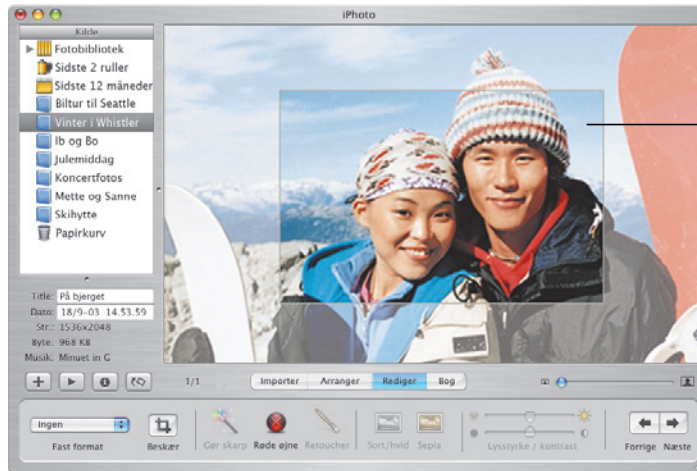 iPhoto
Kilde
Fotobibliotek
Sidste 2 ruller
Sidste 12 måneder
Biltur til Seattle
Vinter i Whistler
Ib og Bo
Julemiddag
Koncertfotos
Mette og Sanne
Skihytte
Papirkurv
Title: På bjerget
Dato: 18/9-03 14.53.59
Str.: 1536x2048
Byte: 968 KB
Musik: Minuet in G
1/1
Importer Arranger Rediger Bog
Ingen
Fast format Beskær Gør skarp Røde øjne Retoucher Sort/hvid Sepia Lysstyrke / kontrast Forrige Næste